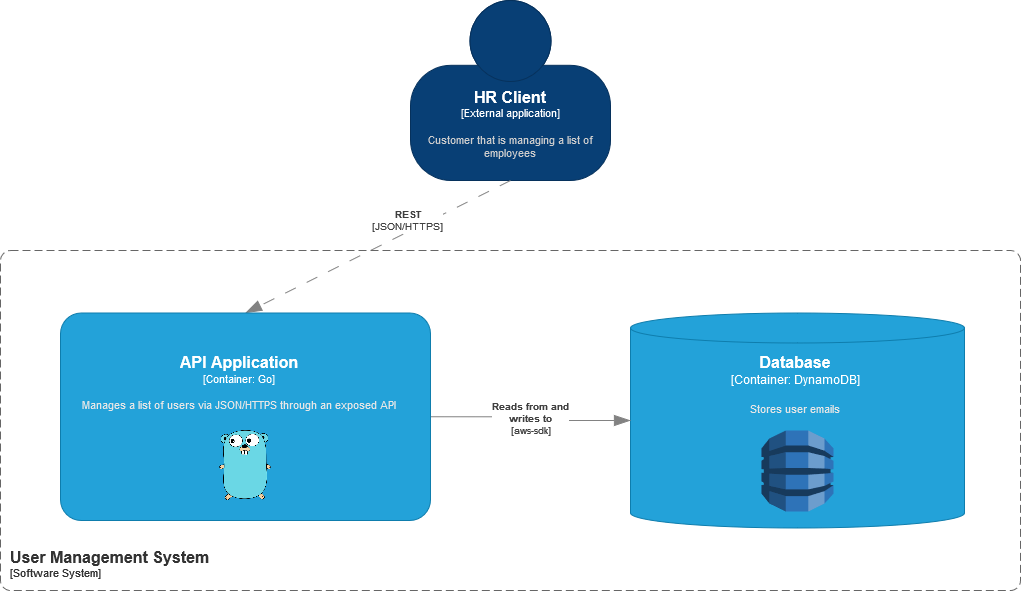 HR Client
[External application]
Customer that is managing a list of
employees
REST
[JSON/HTTPS]
API Application
[Container: Go]
Manages a list of users via JSON/HTTPS through an exposed API
Reads from and
writes to
[aws-sdk]
Database
[Container: DynamoDB]
Stores user emails
User Management System
[Software System]